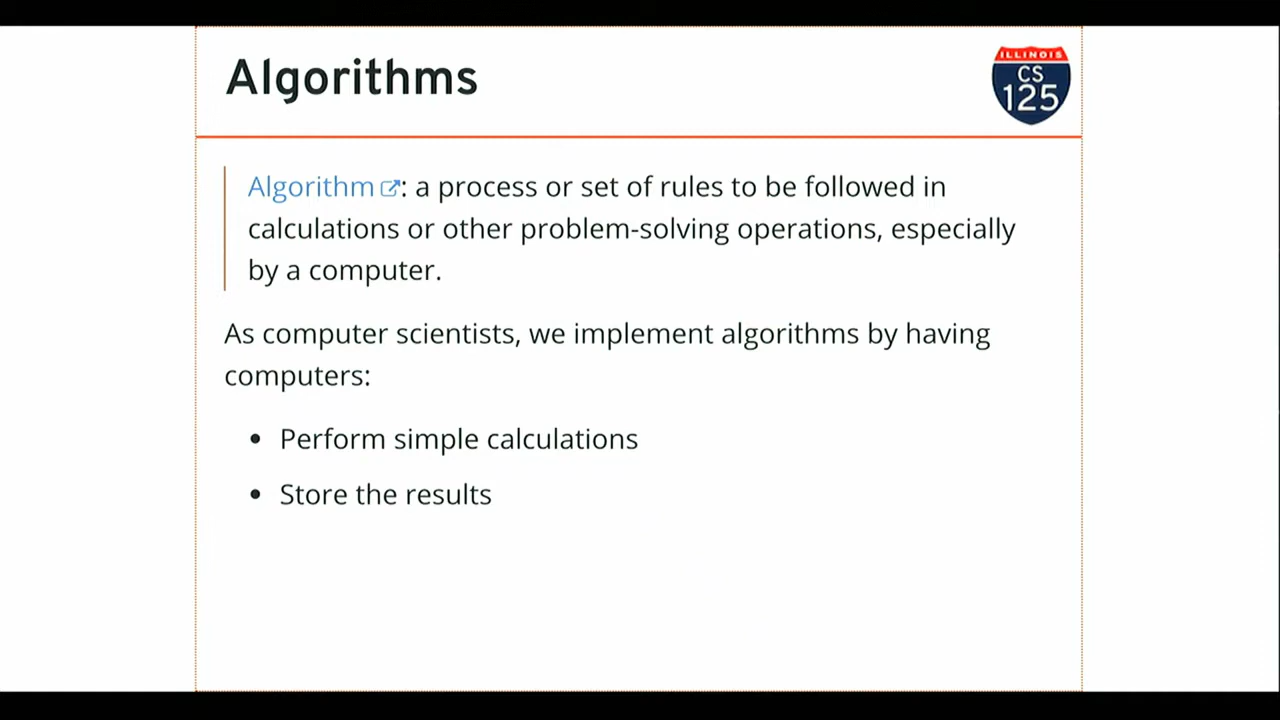 Algorithms
ILLINOIS
CS
125
Algorithm: a process or set of rules to be followed in
calculations or other problem-solving operations, especially
by a computer.
As computer scientists, we implement algorithms by having
computers:
• Perform simple calculations
• Store the results